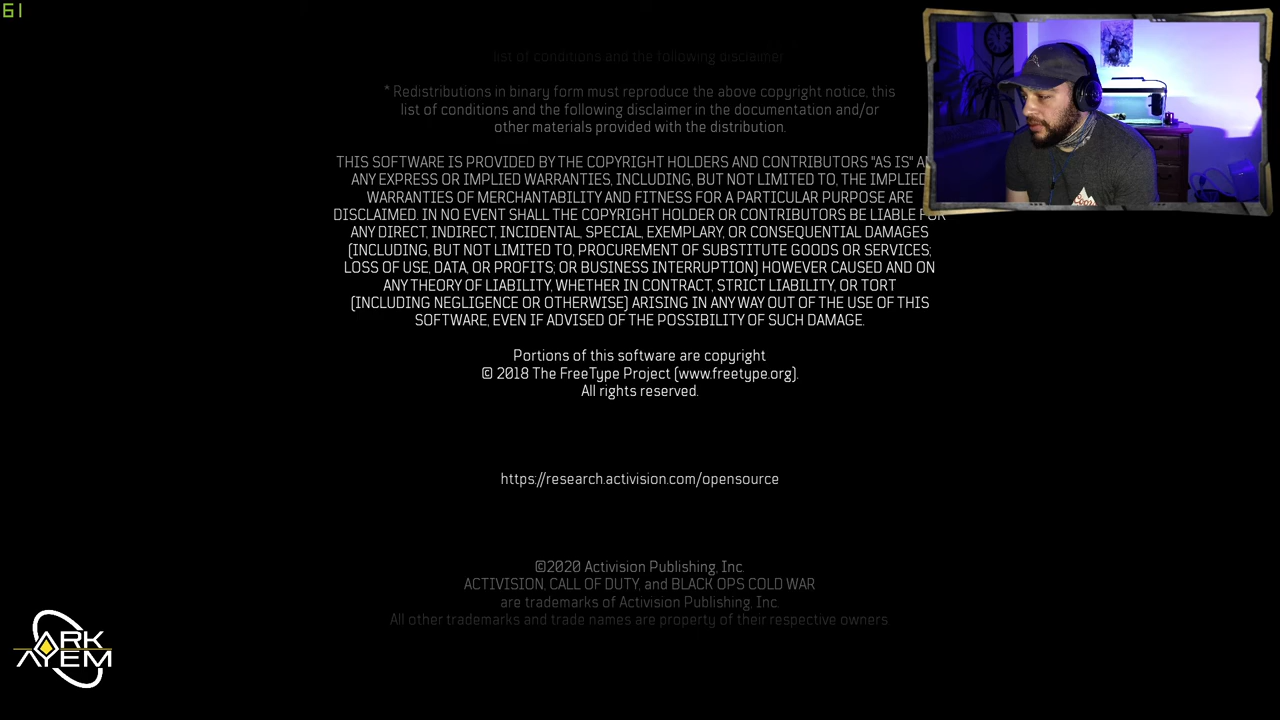 61
list of conditions and the following disclaimer
* Redistributions in binary form must reproduce the above copyright notice, this
list of conditions and the following disclaimer in the documentation and/or
other materials provided with the distribution.
THIS SOFTWARE IS PROVIDED BY THE COPYRIGHT HOLDERS AND CONTRIBUTORS "AS IS"
ANY EXPRESS OR IMPLIED WARRANTIES, INCLUDING, BUT NOT LIMITED TO, THE IMPLIED
WARRANTIES OF MERCHANTABILITY AND FITNESS FOR A PARTICULAR PURPOSE ARE
DISCLAIMED. IN NO EVENT SHALL THE COPYRIGHT HOLDER OR CONTRIBUTORS BE LIABLE FOR
ANY DIRECT, INDIRECT, INCIDENTAL, SPECIAL, EXEMPLARY, OR CONSEQUENTIAL DAMAGES
(INCLUDING, BUT NOT LIMITED TO, PROCUREMENT OF SUBSTITUTE GOODS OR SERVICES;
LOSS OF USE, DATA, OR PROFITS; OR BUSINESS INTERRUPTION) HOWEVER CAUSED AND ON
ANY THEORY OF LIABILITY, WHETHER IN CONTRACT, STRICT LIABILITY, OR TORT
(INCLUDING NEGLIGENCE OR OTHERWISE) ARISING IN ANY WAY OUT OF THE USE OF THIS
SOFTWARE, EVEN IF ADVISED OF THE POSSIBILITY OF SUCH DAMAGE.
Portions of this software are copyright
© 2018 The FreeType Project (www.freetype.org).
All rights reserved.
https://research.activision.com/opensource
©2020 Activision Publishing, Inc.
ACTIVISION, CALL OF DUTY, and BLACK OPS COLD WAR
are trademarks of Activision Publishing, Inc.
All other trademarks and trade names are property of their respective owners
ARK
AYEM